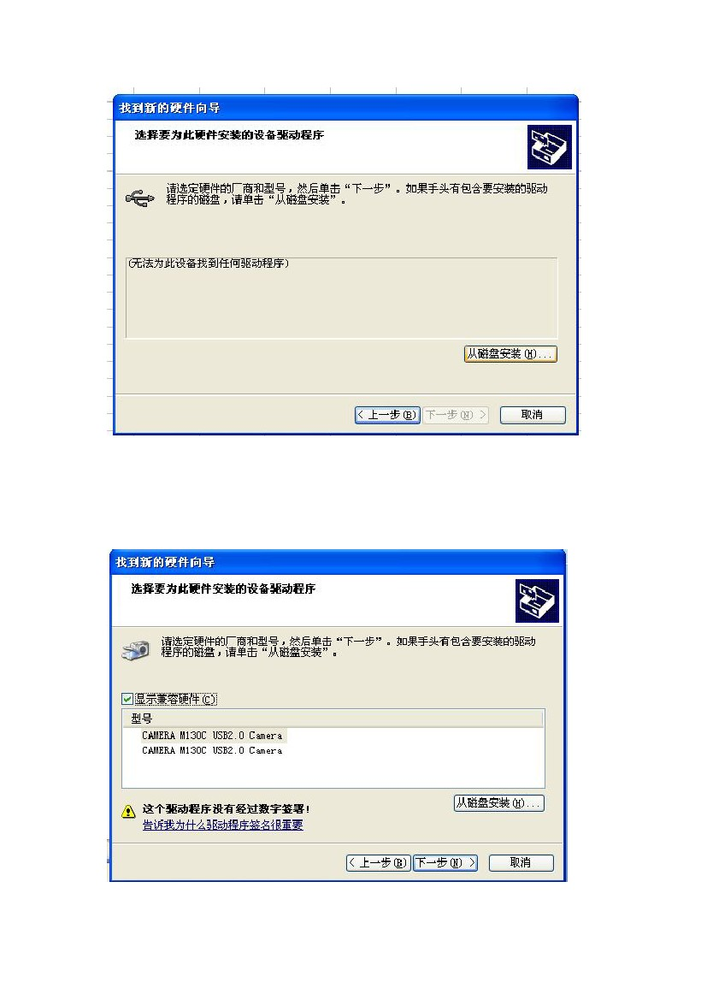 找到新的硬件向导
选择要为此硬件安装的设备驱动程序
请选定硬件的厂商和型号，然后单击“下一步”。如果手头有包含要安装的驱动
程序的磁盘，请单击“从磁盘安装”。
(无法为此设备找到任何驱动程序)
从磁盘安装(H)...
< 上一步(B) 下一步(N) > 取消
找到新的硬件向导
选择要为此硬件安装的设备驱动程序
请选定硬件的厂商和型号，然后单击“下一步”。如果手头有包含要安装的驱动
程序的磁盘，请单击“从磁盘安装”。
显示兼容硬件(C)
型号
CAMERA M130C USB2.0 Camera
CAMERA M130C USB2.0 Camera
从磁盘安装(H)...
这个驱动程序没有经过数字签署!
告诉我为什么驱动程序签名很重要
< 上一步(B) 下一步(N) > 取消